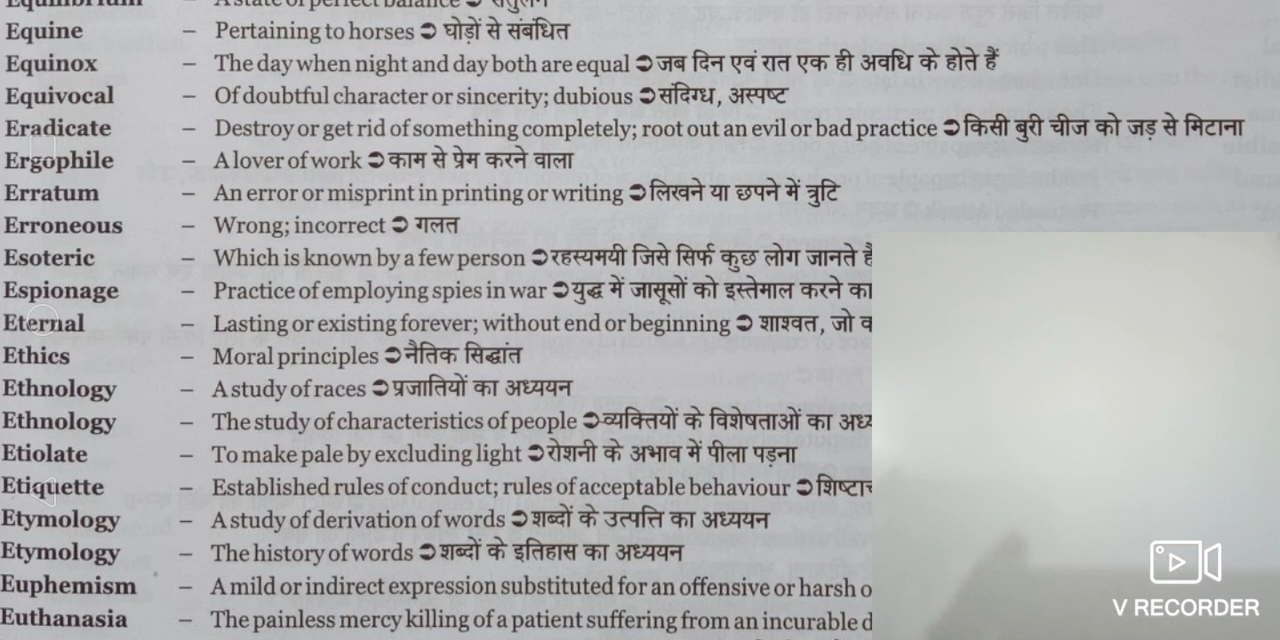 A state of perfect balance ➲
Equine – Pertaining to horses ➲ घोड़ों से संबंधित
Equinox – The day when night and day both are equal ➲ जब दिन एवं रात एक ही अवधि के होते हैं
Equivocal – Of doubtful character or sincerity; dubious ➲ संदिग्ध, अस्पष्ट
Eradicate – Destroy or get rid of something completely; root out an evil or bad practice ➲ किसी बुरी चीज को जड़ से मिटाना
Ergophile – A lover of work ➲ काम से प्रेम करने वाला
Erratum – An error or misprint in printing or writing ➲ लिखने या छपने में त्रुटि
Erroneous – Wrong; incorrect ➲ गलत
Esoteric – Which is known by a few person ➲ रहस्यमयी जिसे सिर्फ कुछ लोग जानते हैं
Espionage – Practice of employing spies in war ➲ युद्ध में जासूसों को इस्तेमाल करने का
Eternal – Lasting or existing forever; without end or beginning ➲ शाश्वत, जो
Ethics – Moral principles ➲ नैतिक सिद्धांत
Ethnology – A study of races ➲ प्रजातियों का अध्ययन
Ethnology – The study of characteristics of people ➲ व्यक्तियों के विशेषताओं का
Etiolate – To make pale by excluding light ➲ रोशनी के अभाव में पीला पड़ना
Etiquette – Established rules of conduct; rules of acceptable behaviour ➲
Etymology – A study of derivation of words ➲ शब्दों के उत्पत्ति का अध्ययन
Etymology – The history of words ➲ शब्दों के इतिहास का अध्ययन
Euphemism – A mild or indirect expression substituted for an offensive or harsh
Euthanasia – The painless mercy killing of a patient suffering from an incurable
V RECORDER